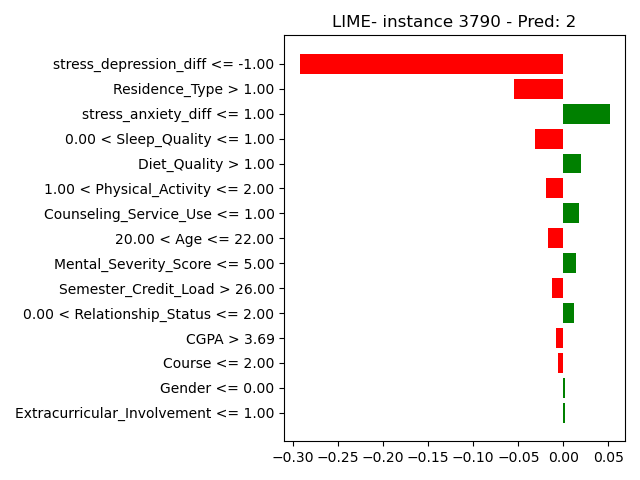 LIME- instance 3790 - Pred: 2
stress_depression_diff <= -1.00
Residence_Type > 1.00
stress_anxiety_diff <= 1.00
0.00 < Sleep_Quality <= 1.00
Diet_Quality > 1.00
1.00 < Physical_Activity <= 2.00
Counseling_Service_Use <= 1.00
20.00 < Age <= 22.00
Mental_Severity_Score <= 5.00
Semester_Credit_Load > 26.00
0.00 < Relationship_Status <= 2.00
CGPA > 3.69
Course <= 2.00
Gender <= 0.00
Extracurricular_Involvement <= 1.00
−0.30 −0.25 −0.20 −0.15 −0.10 −0.05 0.00 0.05